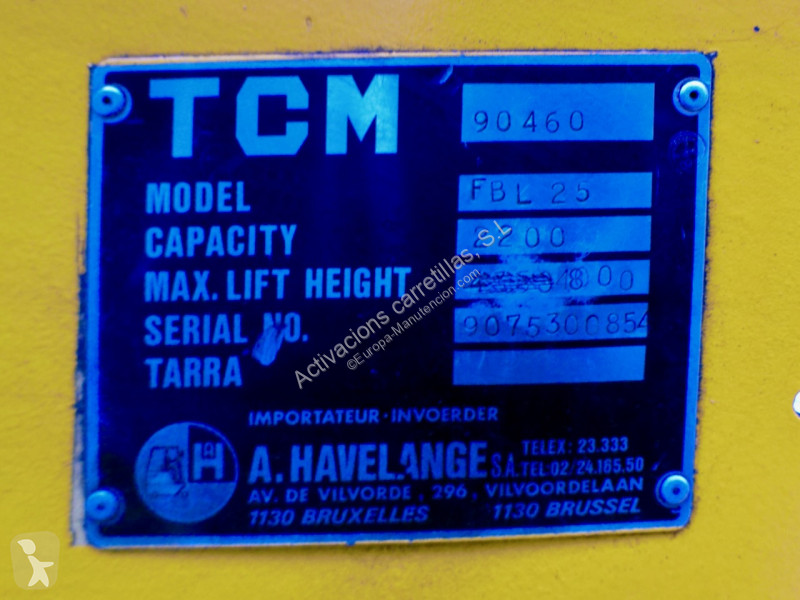 TCM 90460
MODEL FBL 25
CAPACITY 2200
MAX. LIFT HEIGHT
SERIAL NO. 9075300854
TARRA
Activacions carretillas, S.L
©Europa-Manutencion.com
IMPORTATEUR·INVOERDER
H
A. HAVELANGE S.A.
TELEX: 23.333
TEL:02/24.165.50
AV. DE VILVORDE, 296, VILVOORDELAAN
1130 BRUXELLES 1130 BRUSSEL